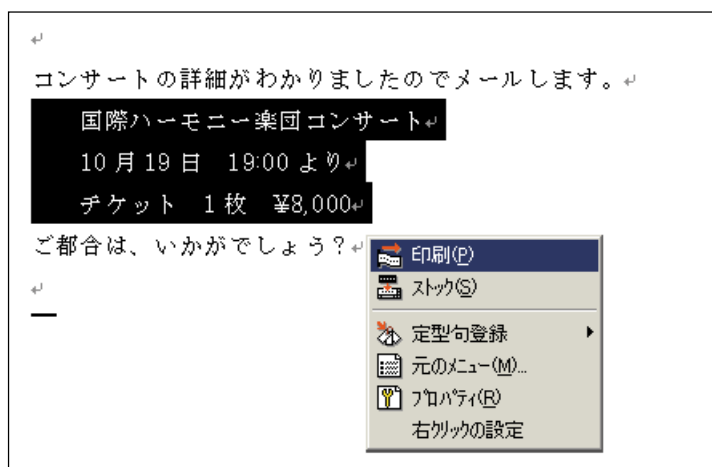 コンサートの詳細がわかりましたのでメールします。
国際ハーモニー楽団コンサート
10月19日　19:00より
チケット　1枚　¥8,000
ご都合は、いかがでしょう?
印刷(P)
ストック(S)
定型句登録
元のメニュー(M)...
プロパティ(R)
右クリックの設定